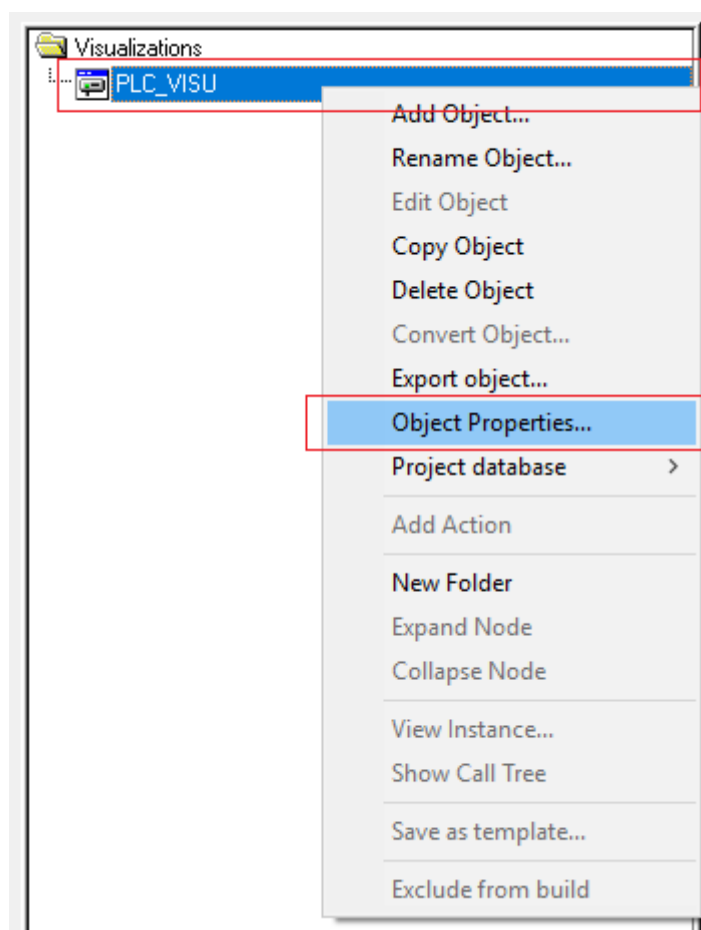 Visualizations
PLC_VISU
Add Object...
Rename Object...
Edit Object
Copy Object
Delete Object
Convert Object...
Export object...
Object Properties...
Project database
Add Action
New Folder
Expand Node
Collapse Node
View Instance...
Show Call Tree
Save as template...
Exclude from build